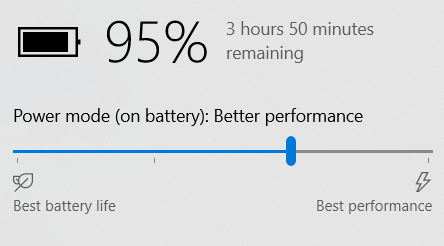 95%
3 hours 50 minutes
remaining
Power mode (on battery): Better performance
Best battery life
Best performance